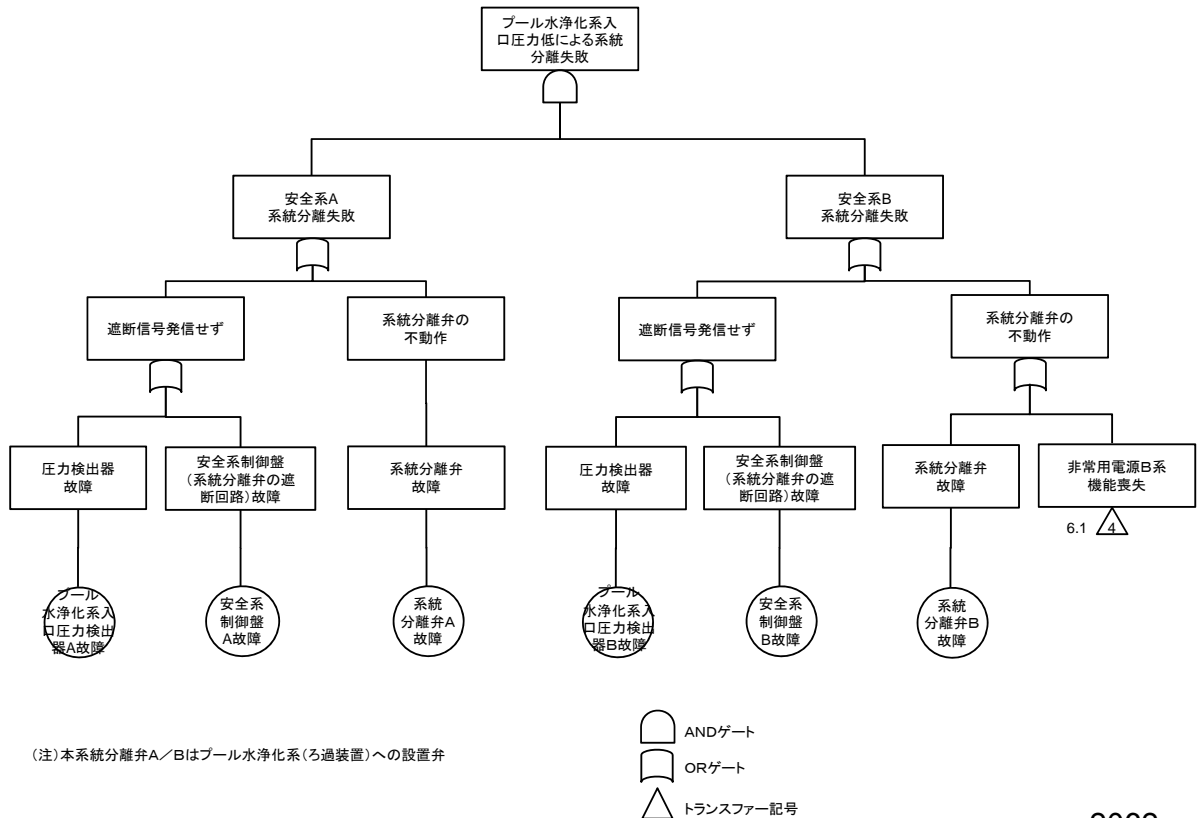 プール水浄化系入
口圧力低による系統
分離失敗
安全系A
系統分離失敗
安全系B
系統分離失敗
遮断信号発信せず
系統分離弁の
不動作
遮断信号発信せず
系統分離弁の
不動作
圧力検出器
故障
安全系制御盤
(系統分離弁の遮
断回路)故障
系統分離弁
故障
圧力検出器
故障
安全系制御盤
(系統分離弁の遮
断回路)故障
系統分離弁
故障
非常用電源B系
機能喪失
6.1 4
プール
水浄化系入
口圧力検出
器A故障
安全系
制御盤
A故障
系統
分離弁A
故障
プール
水浄化系入
口圧力検出
器B故障
安全系
制御盤
B故障
系統
分離弁B
故障
(注)本系統分離弁A/Bはプール水浄化系(ろ過装置)への設置弁
ANDゲート
ORゲート
トランスファー記号